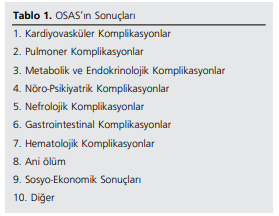 Tablo 1. OSAS'ın Sonuçları
1. Kardiyovasküler Komplikasyonlar
2. Pulmoner Komplikasyonlar
3. Metabolik ve Endokrinolojik Komplikasyonlar
4. Nöro-Psikiyatrik Komplikasyonlar
5. Nefrolojik Komplikasyonlar
6. Gastrointestinal Komplikasyonlar
7. Hematolojik Komplikasyonlar
8. Ani ölüm
9. Sosyo-Ekonomik Sonuçları
10. Diğer